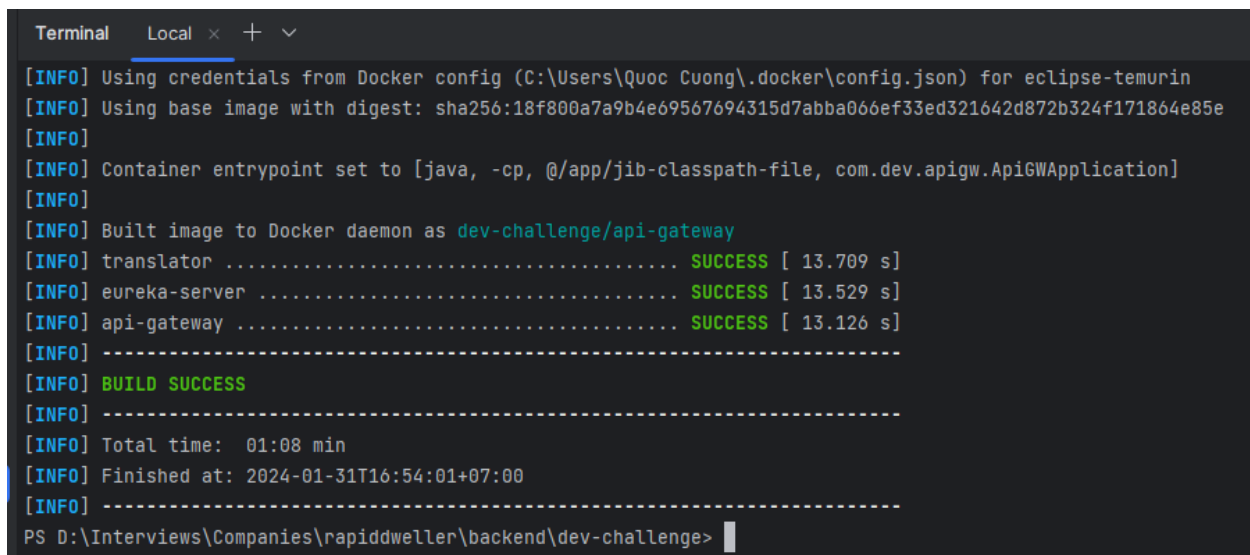 Terminal Local × + ∨
[INFO] Using credentials from Docker config (C:\Users\Quoc Cuong\.docker\config.json) for eclipse-temurin
[INFO] Using base image with digest: sha256:18f800a7a9b4e69567694315d7abba066ef33ed321642d872b324f171864e85e
[INFO]
[INFO] Container entrypoint set to [java, -cp, @/app/jib-classpath-file, com.dev.apigw.ApiGWApplication]
[INFO]
[INFO] Built image to Docker daemon as dev-challenge/api-gateway
[INFO] translator ......................................... SUCCESS [ 13.709 s]
[INFO] eureka-server ...................................... SUCCESS [ 13.529 s]
[INFO] api-gateway ........................................ SUCCESS [ 13.126 s]
[INFO] ------------------------------------------------------------------------
[INFO] BUILD SUCCESS
[INFO] ------------------------------------------------------------------------
[INFO] Total time:  01:08 min
[INFO] Finished at: 2024-01-31T16:54:01+07:00
[INFO] ------------------------------------------------------------------------
PS D:\Interviews\Companies\rapiddweller\backend\dev-challenge>